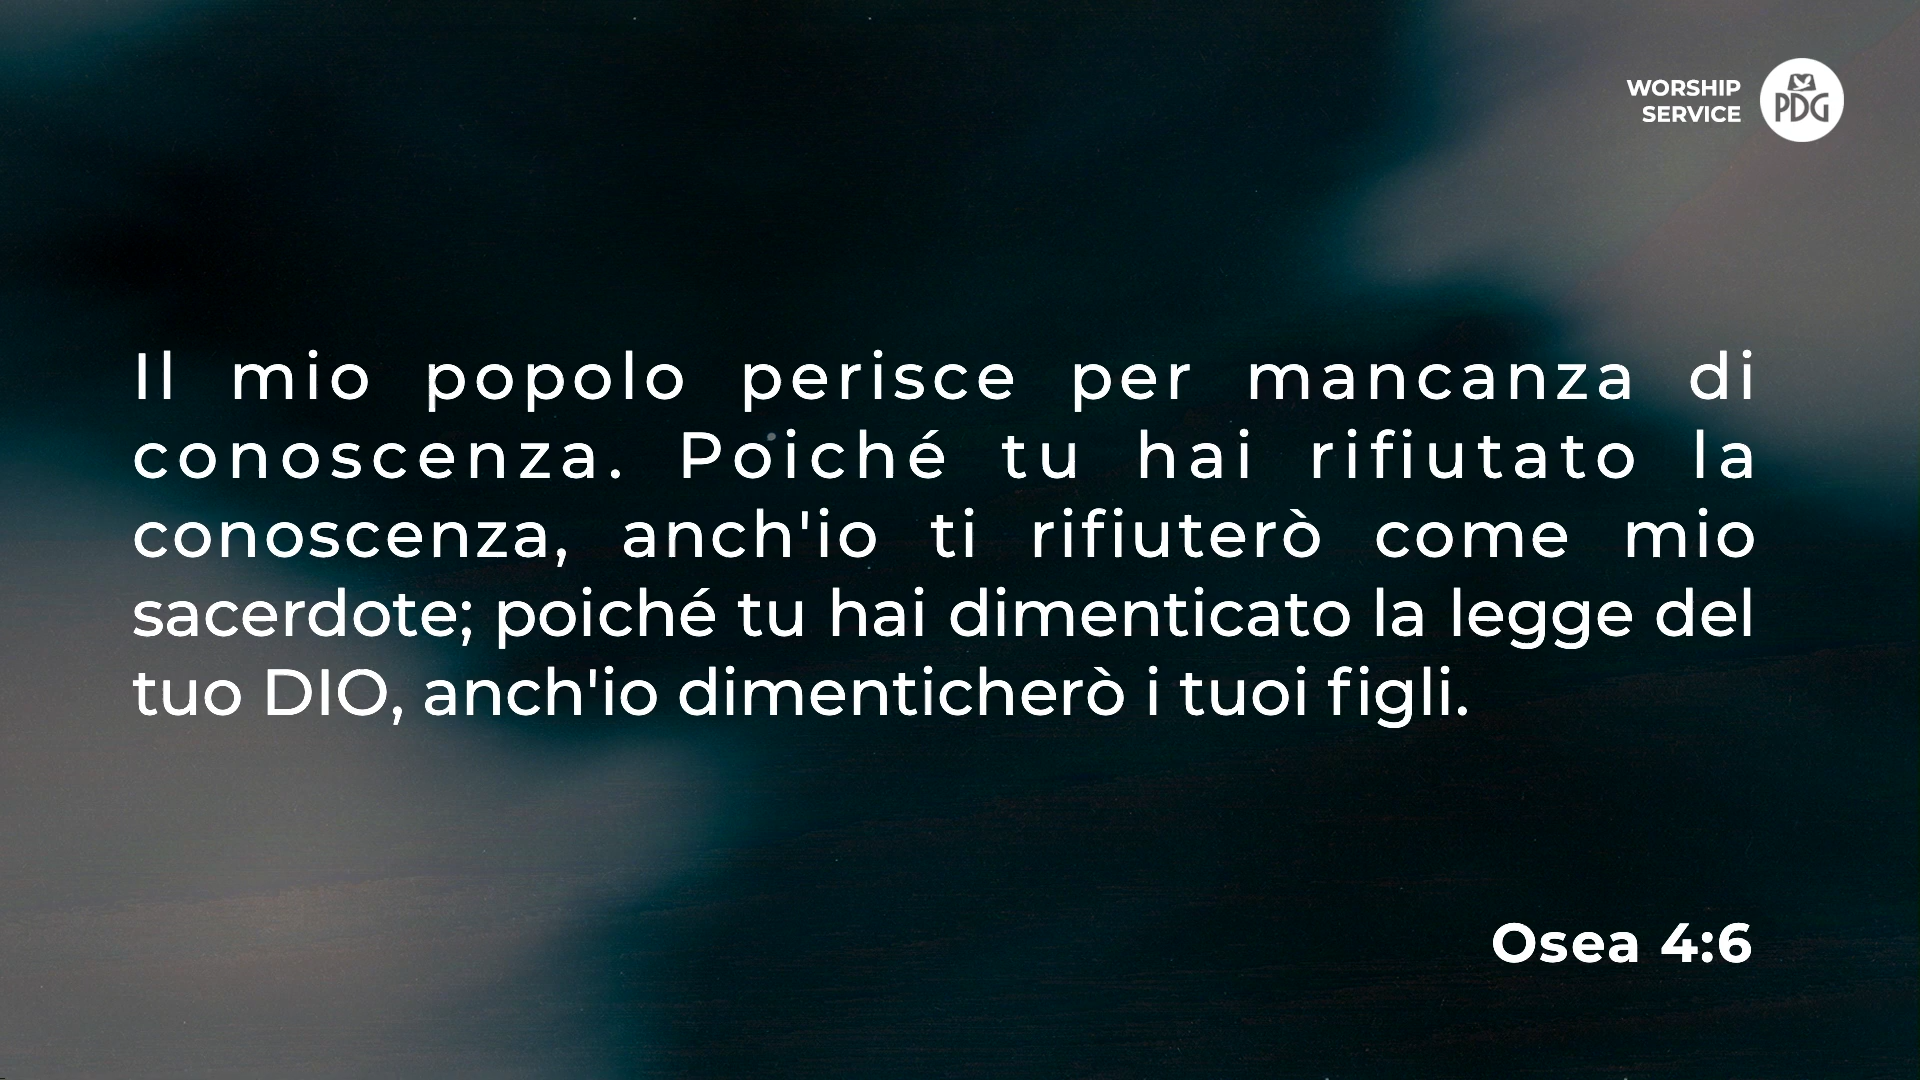 WORSHIP
SERVICE
PDG
Il mio popolo perisce per mancanza di
conoscenza. Poiché tu hai rifiutato la
conoscenza, anch'io ti rifiuterò come mio
sacerdote; poiché tu hai dimenticato la legge del
tuo DIO, anch'io dimenticherò i tuoi figli.
Osea 4:6